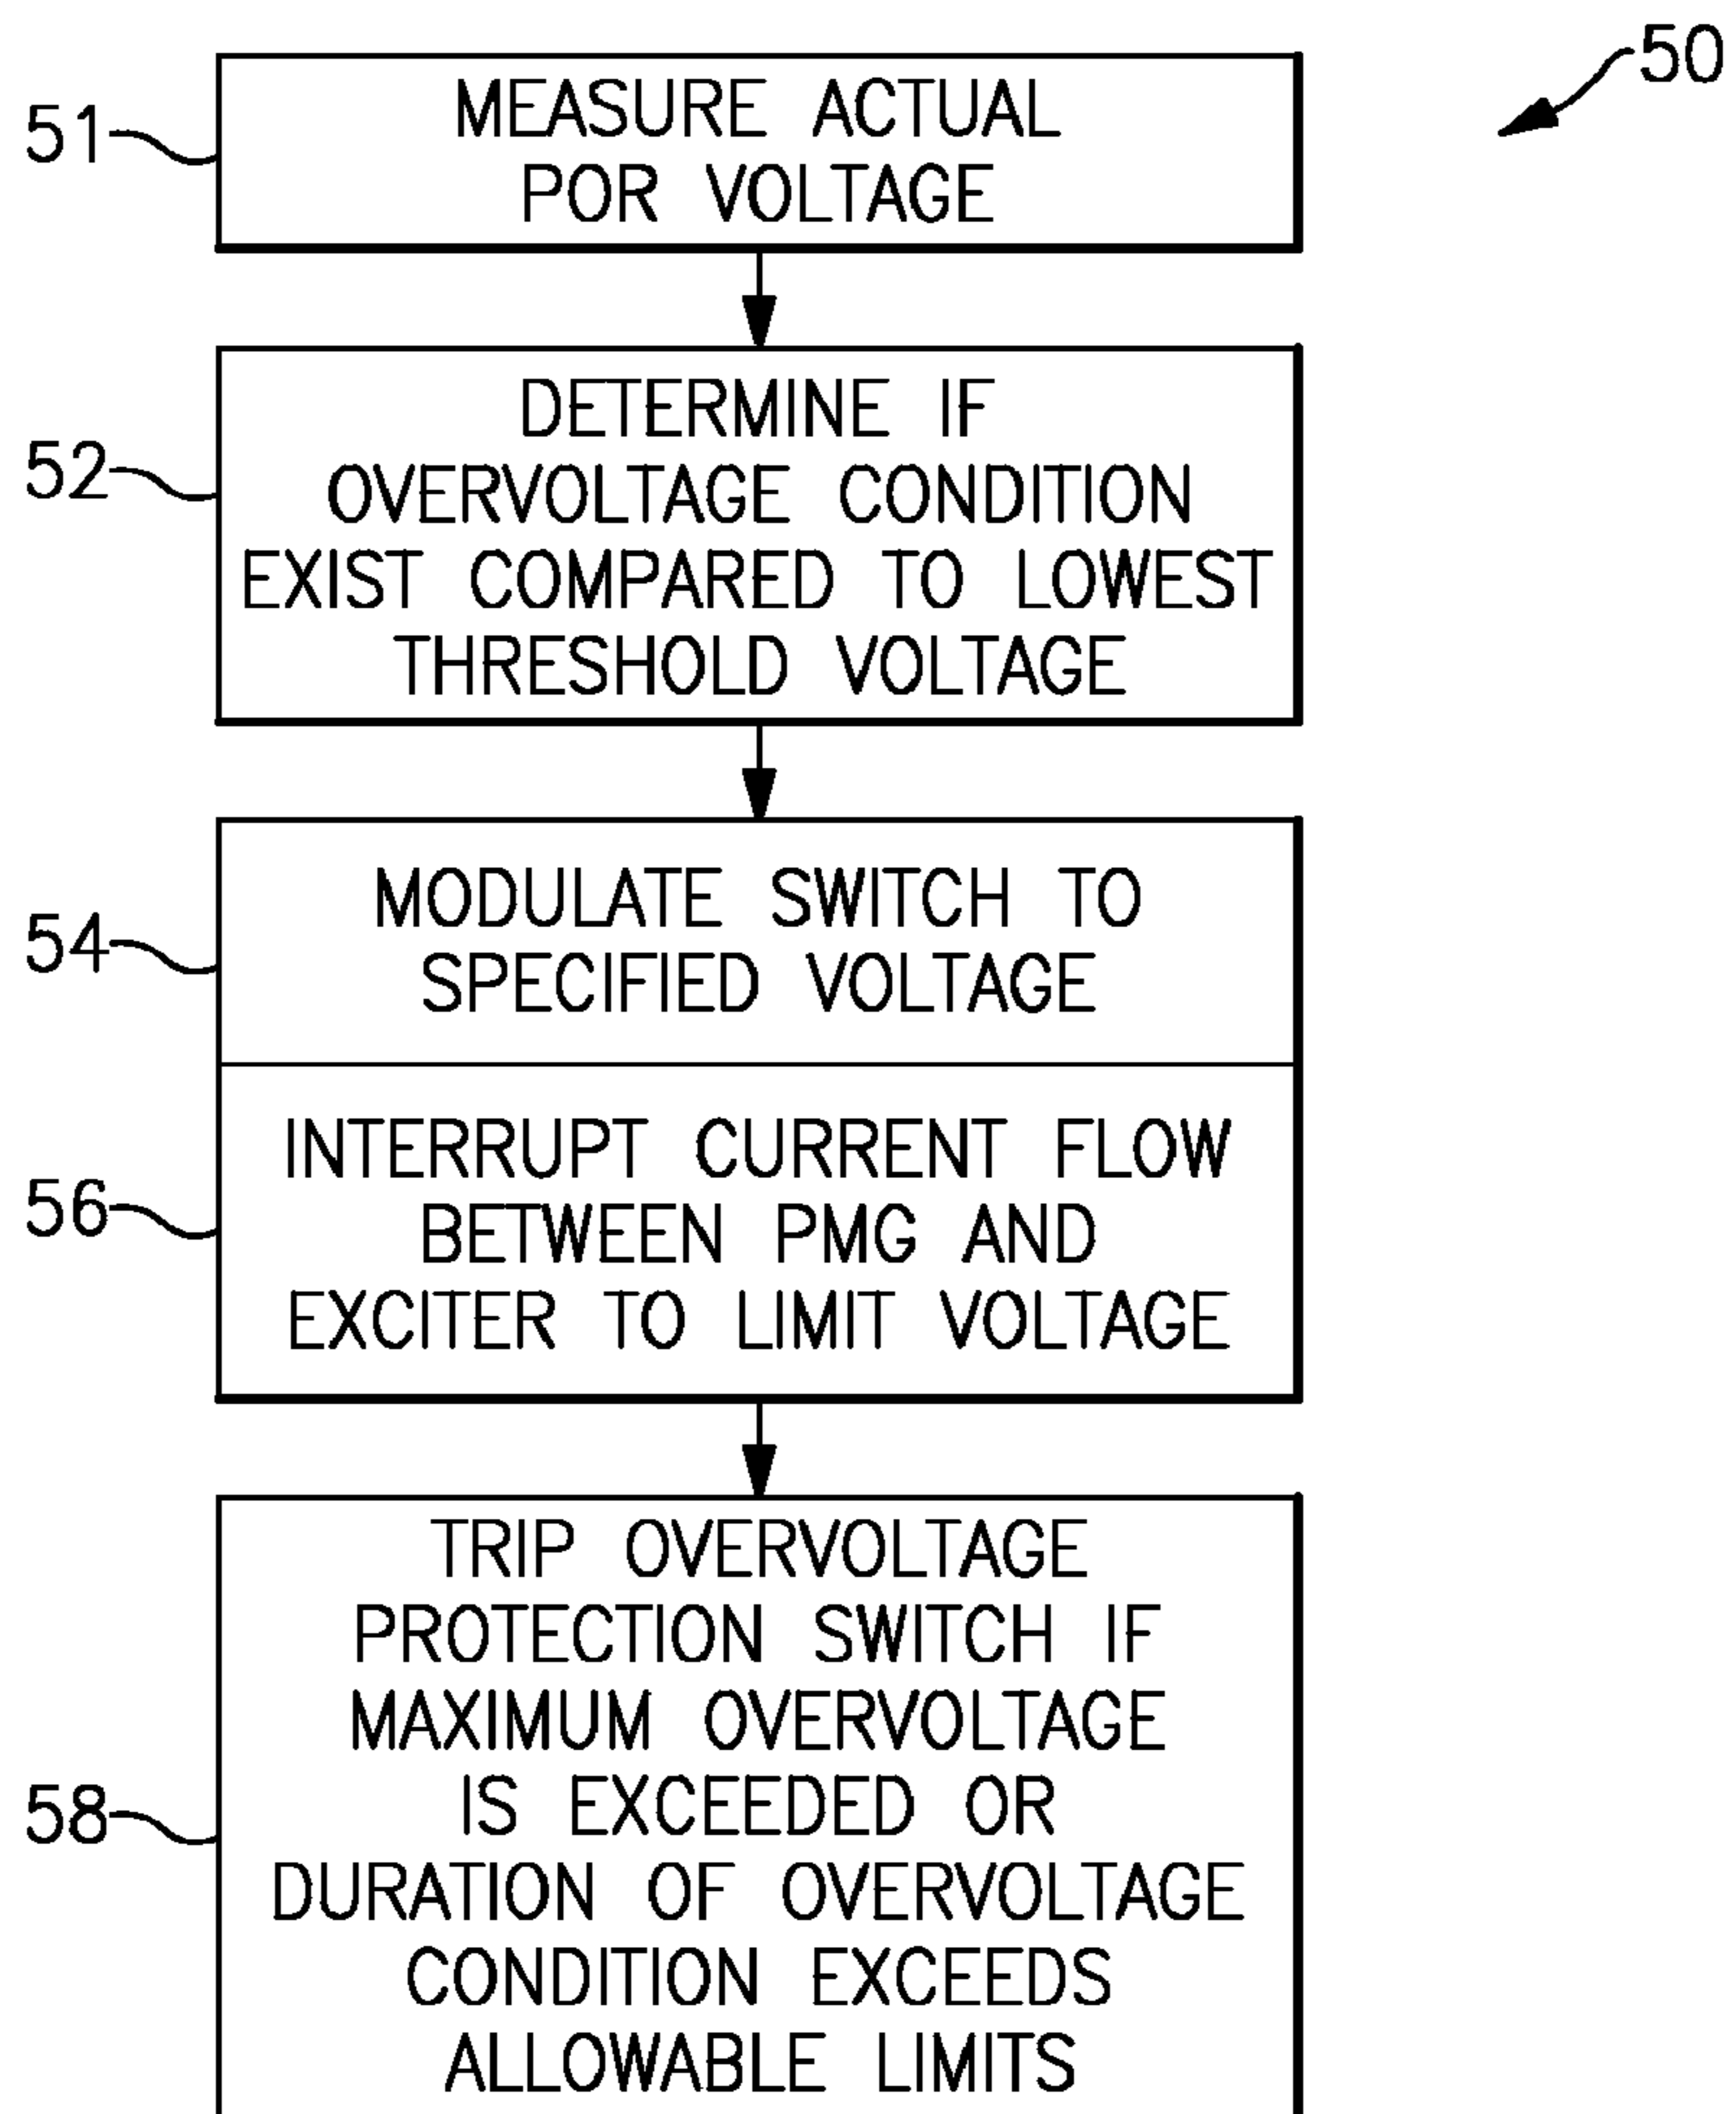 50
51
MEASURE ACTUAL
POR VOLTAGE
52
DETERMINE IF
OVERVOLTAGE CONDITION
EXIST COMPARED TO LOWEST
THRESHOLD VOLTAGE
54
MODULATE SWITCH TO
SPECIFIED VOLTAGE
56
INTERRUPT CURRENT FLOW
BETWEEN PMG AND
EXCITER TO LIMIT VOLTAGE
58
TRIP OVERVOLTAGE
PROTECTION SWITCH IF
MAXIMUM OVERVOLTAGE
IS EXCEEDED OR
DURATION OF OVERVOLTAGE
CONDITION EXCEEDS
ALLOWABLE LIMITS